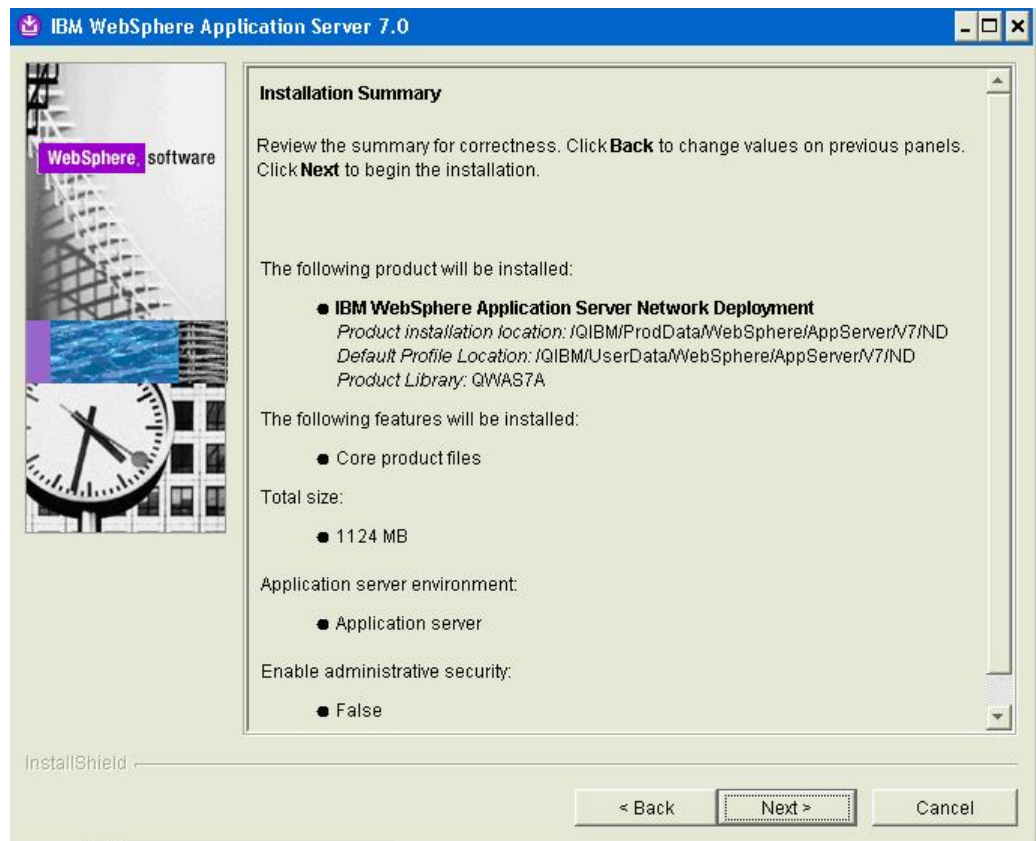 IBM WebSphere Application Server 7.0
WebSphere. software
Installation Summary
Review the summary for correctness. Click Back to change values on previous panels.
Click Next to begin the installation.
The following product will be installed:
IBM WebSphere Application Server Network Deployment
Product installation location: /QIBM/ProdData/WebSphere/AppServer/V7/ND
Default Profile Location: /QIBM/UserData/WebSphere/AppServer/V7/ND
Product Library: QWAS7A
The following features will be installed:
Core product files
Total size:
1124 MB
Application server environment:
Application server
Enable administrative security:
False
InstallShield
< Back Next > Cancel